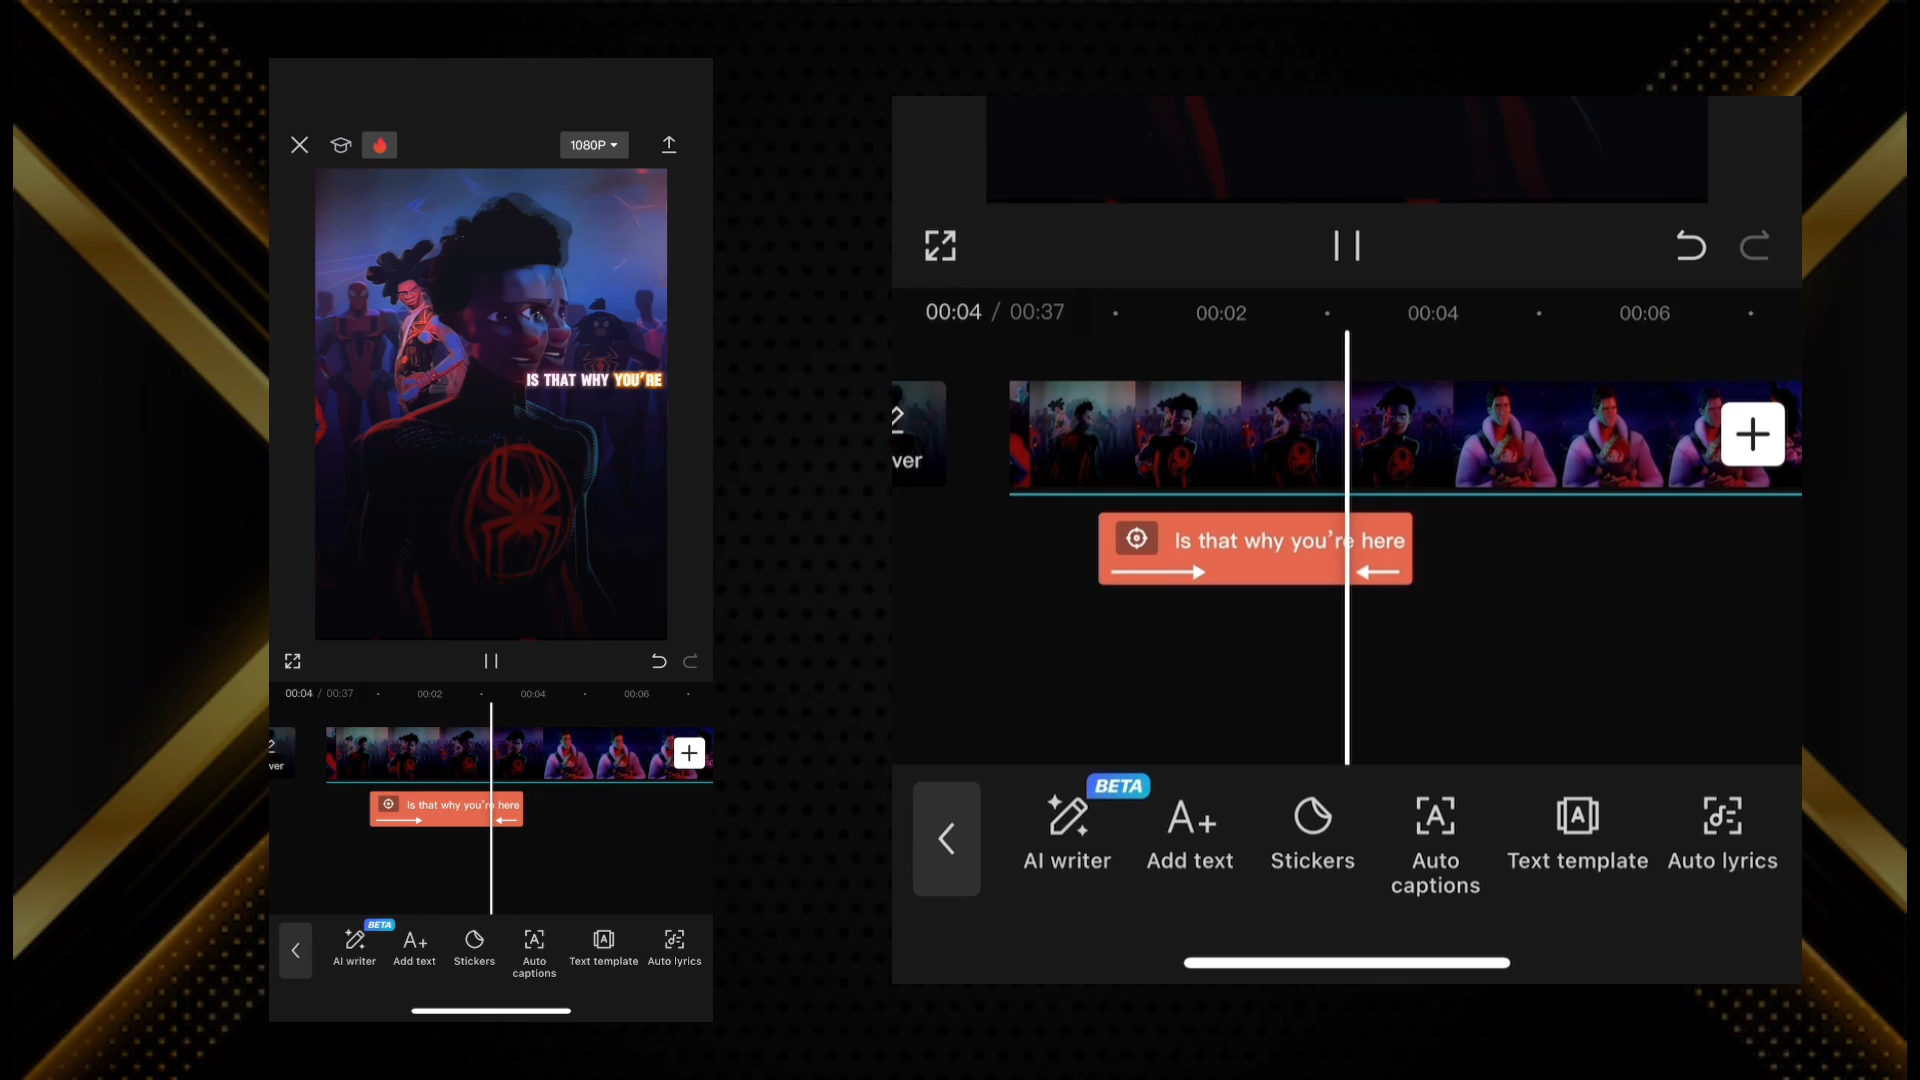 1080P
IS THAT WHY YOU'RE
00:04 / 00:37
00:02
00:04
00:06
ver
Is that why you're here
BETA
AI writer
Add text
Stickers
Auto
captions
Text template
Auto lyrics
00:04 / 00:37
00:02
00:04
00:06
ver
Is that why you're here
BETA
AI writer
Add text
Stickers
Auto
captions
Text template
Auto lyrics